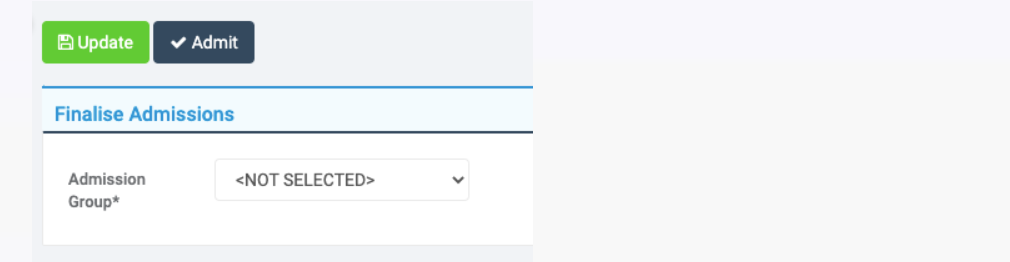 Update Admit
Finalise Admissions
Admission <NOT SELECTED>
Group*